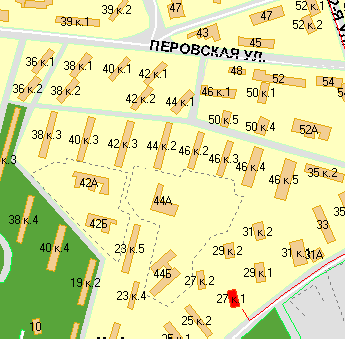 47
52 к.1
39 к.1
39 к.2
43
45
52 к.2
ПЕРОВСКАЯ УЛ.
36 к.1
38 к.1
40 к.1
42 к.1
48
52
54
36 к.2
38 к.2
42 к.2
44 к.1
46 к.1
50 к.1
50 к.5
50 к.4
52А
38 к.3
40 к.3
42 к.3
44 к.2
46 к.2
46 к.3
к.3
46 к.4
46 к.5
35 к.2
42А
44А
38 к.4
42Б
33
40 к.4
23 к.5
31 к.2
29 к.2
31 к.1
31А
44Б
29 к.1
19 к.2
27 к.2
23 к.4
27 к.1
10
25 к.2
25 к.1